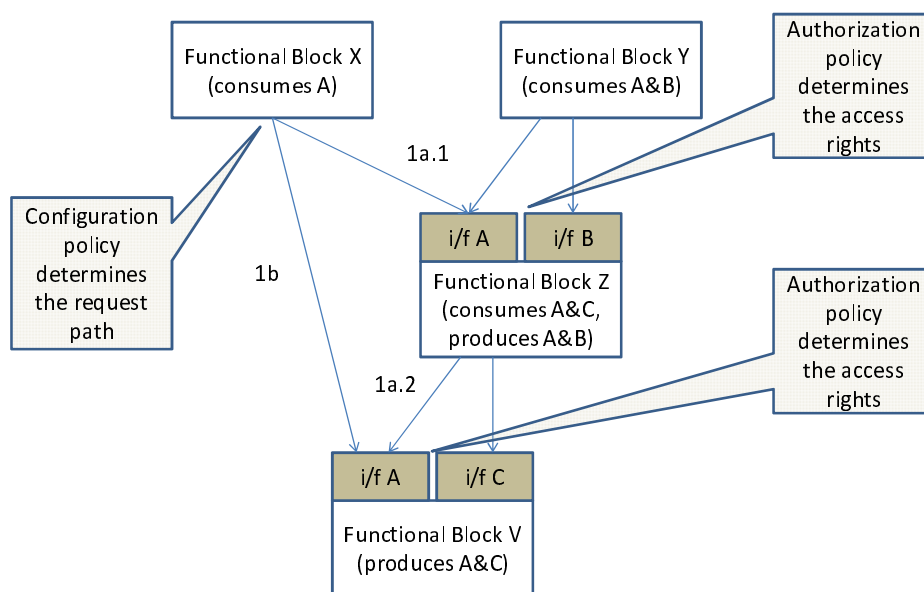 Functional Block X
(consumes A)
Functional Block Y
(consumes A&B)
Authorization
policy
determines
the access
rights
1a.1
Configuration
policy
determines
the request
path
1b
i/f A
i/f B
Functional Block Z
(consumes A&C,
produces A&B)
Authorization
policy
determines
the access
rights
1a.2
i/f A
i/f C
Functional Block V
(produces A&C)